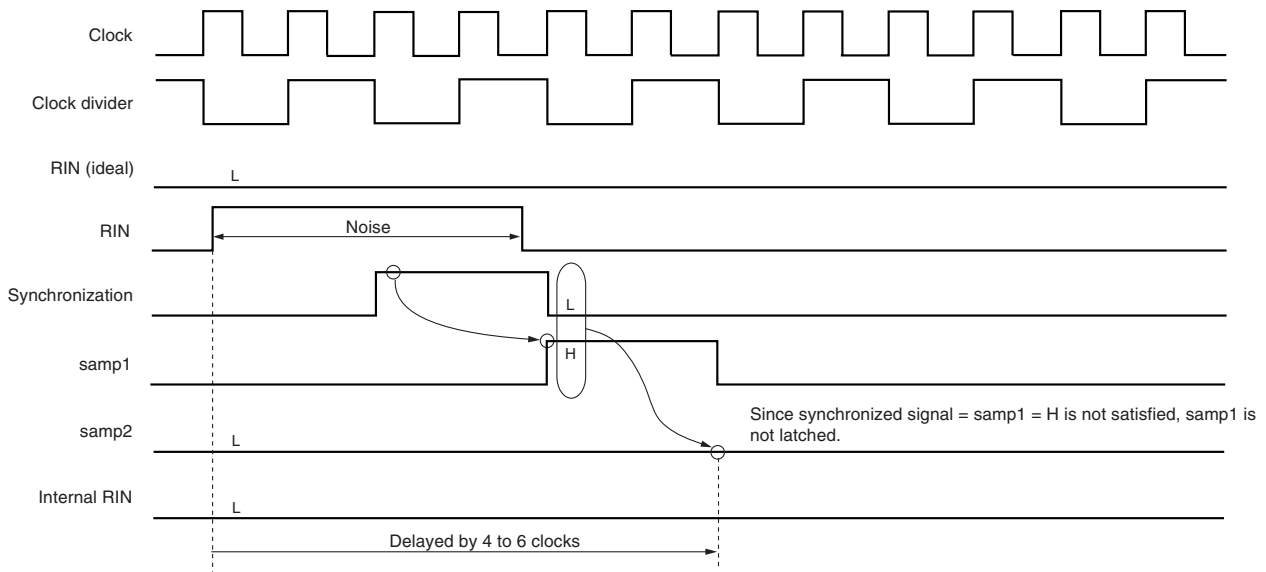 Clock
Clock divider
RIN (ideal)
L
RIN
Noise
Synchronization
L
H
samp1
Since synchronized signal = samp1 = H is not satisfied, samp1 is
not latched.
samp2
L
Internal RIN
L
Delayed by 4 to 6 clocks